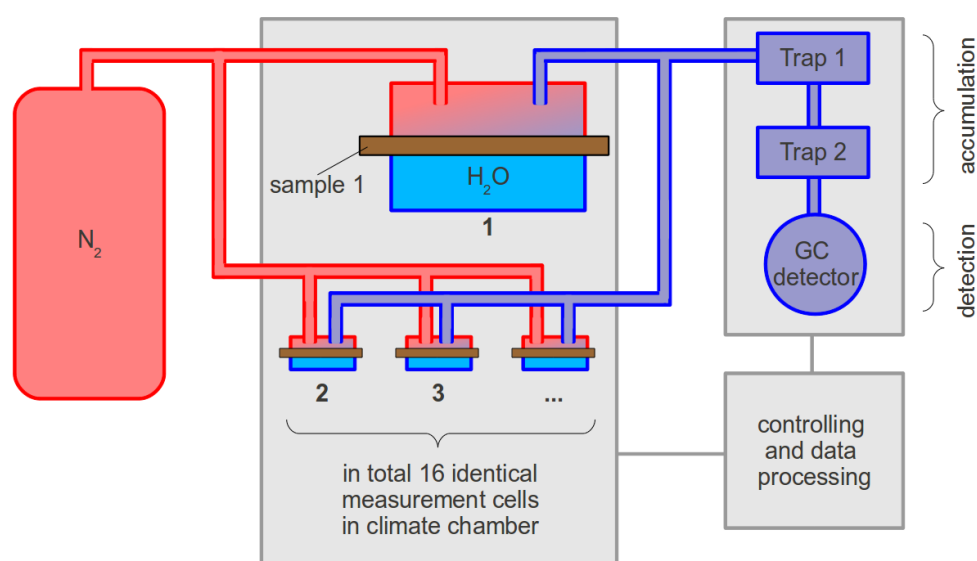 N₂
sample 1
H₂O
1
2
3
...
in total 16 identical
measurement cells
in climate chamber
Trap 1
Trap 2
GC
detector
accumulation
detection
controlling
and data
processing